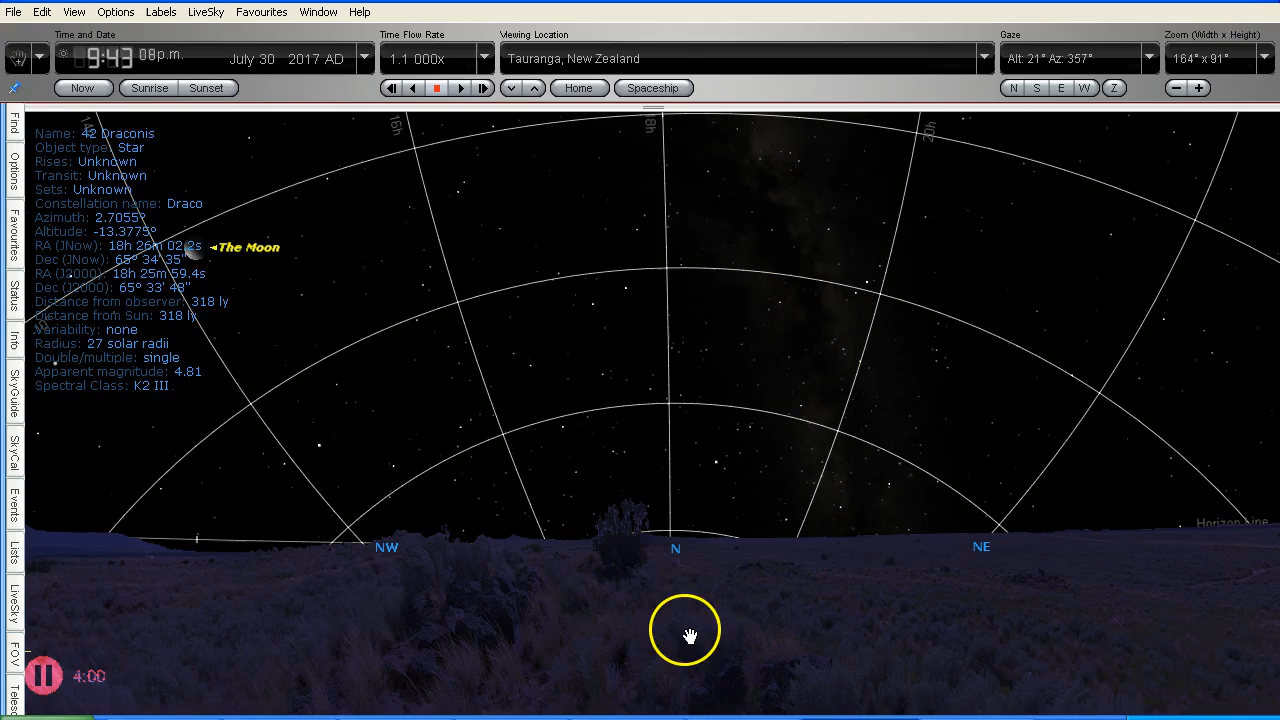 File Edit View Options Labels LiveSky Favourites Window Help
Time and Date Time Flow Rate Viewing Location Gaze Zoom (Width x Height)
9:43 08p.m. July 30 2017 AD 1.1 000x Tauranga, New Zealand Alt: 21° Az: 357° 164° x 91°
Now Sunrise Sunset Home Spaceship N S E W Z
Find
Options
Favourites
Status
Info
SkyGuide
SkyCal
Events
Lists
LiveSky
FOV
Teles
14h 16h 18h 20h
Name: 42 Draconis
Object type: Star
Rises: Unknown
Transit: Unknown
Sets: Unknown
Constellation name: Draco
Azimuth: 2.7055°
Altitude: -13.3775°
RA (JNow): 18h 26m 02.2s
The Moon
Dec (JNow): 65° 34' 35"
RA (J2000): 18h 25m 59.4s
Dec (J2000): 65° 33' 48"
Distance from observer: 318 ly
Distance from Sun: 318 ly
Variability: none
Radius: 27 solar radii
Double/multiple: single
Apparent magnitude: 4.81
Spectral Class: K2 III
Horizon Line
NW N NE
4:00